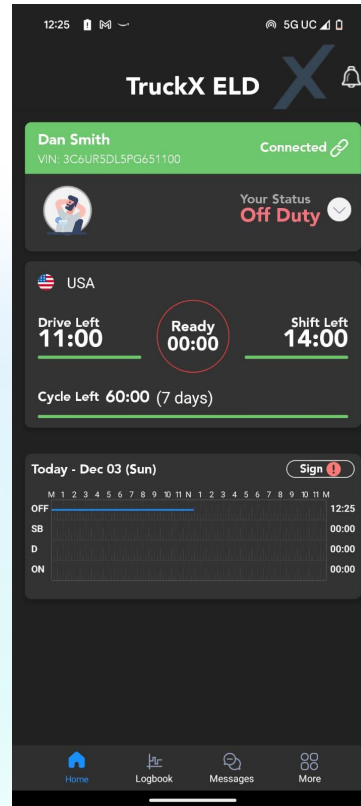 12:25
5G UC
TruckX ELD
Dan Smith
VIN: 3C6UR5DL5PG651100
Connected
Your Status
Off Duty
USA
Drive Left
11:00
Ready
00:00
Shift Left
14:00
Cycle Left 60:00 (7 days)
Today - Dec 03 (Sun)
Sign
M 1 2 3 4 5 6 7 8 9 10 11 N 1 2 3 4 5 6 7 8 9 10 11 M
OFF 12:25
SB 00:00
D 00:00
ON 00:00
Home Logbook Messages More